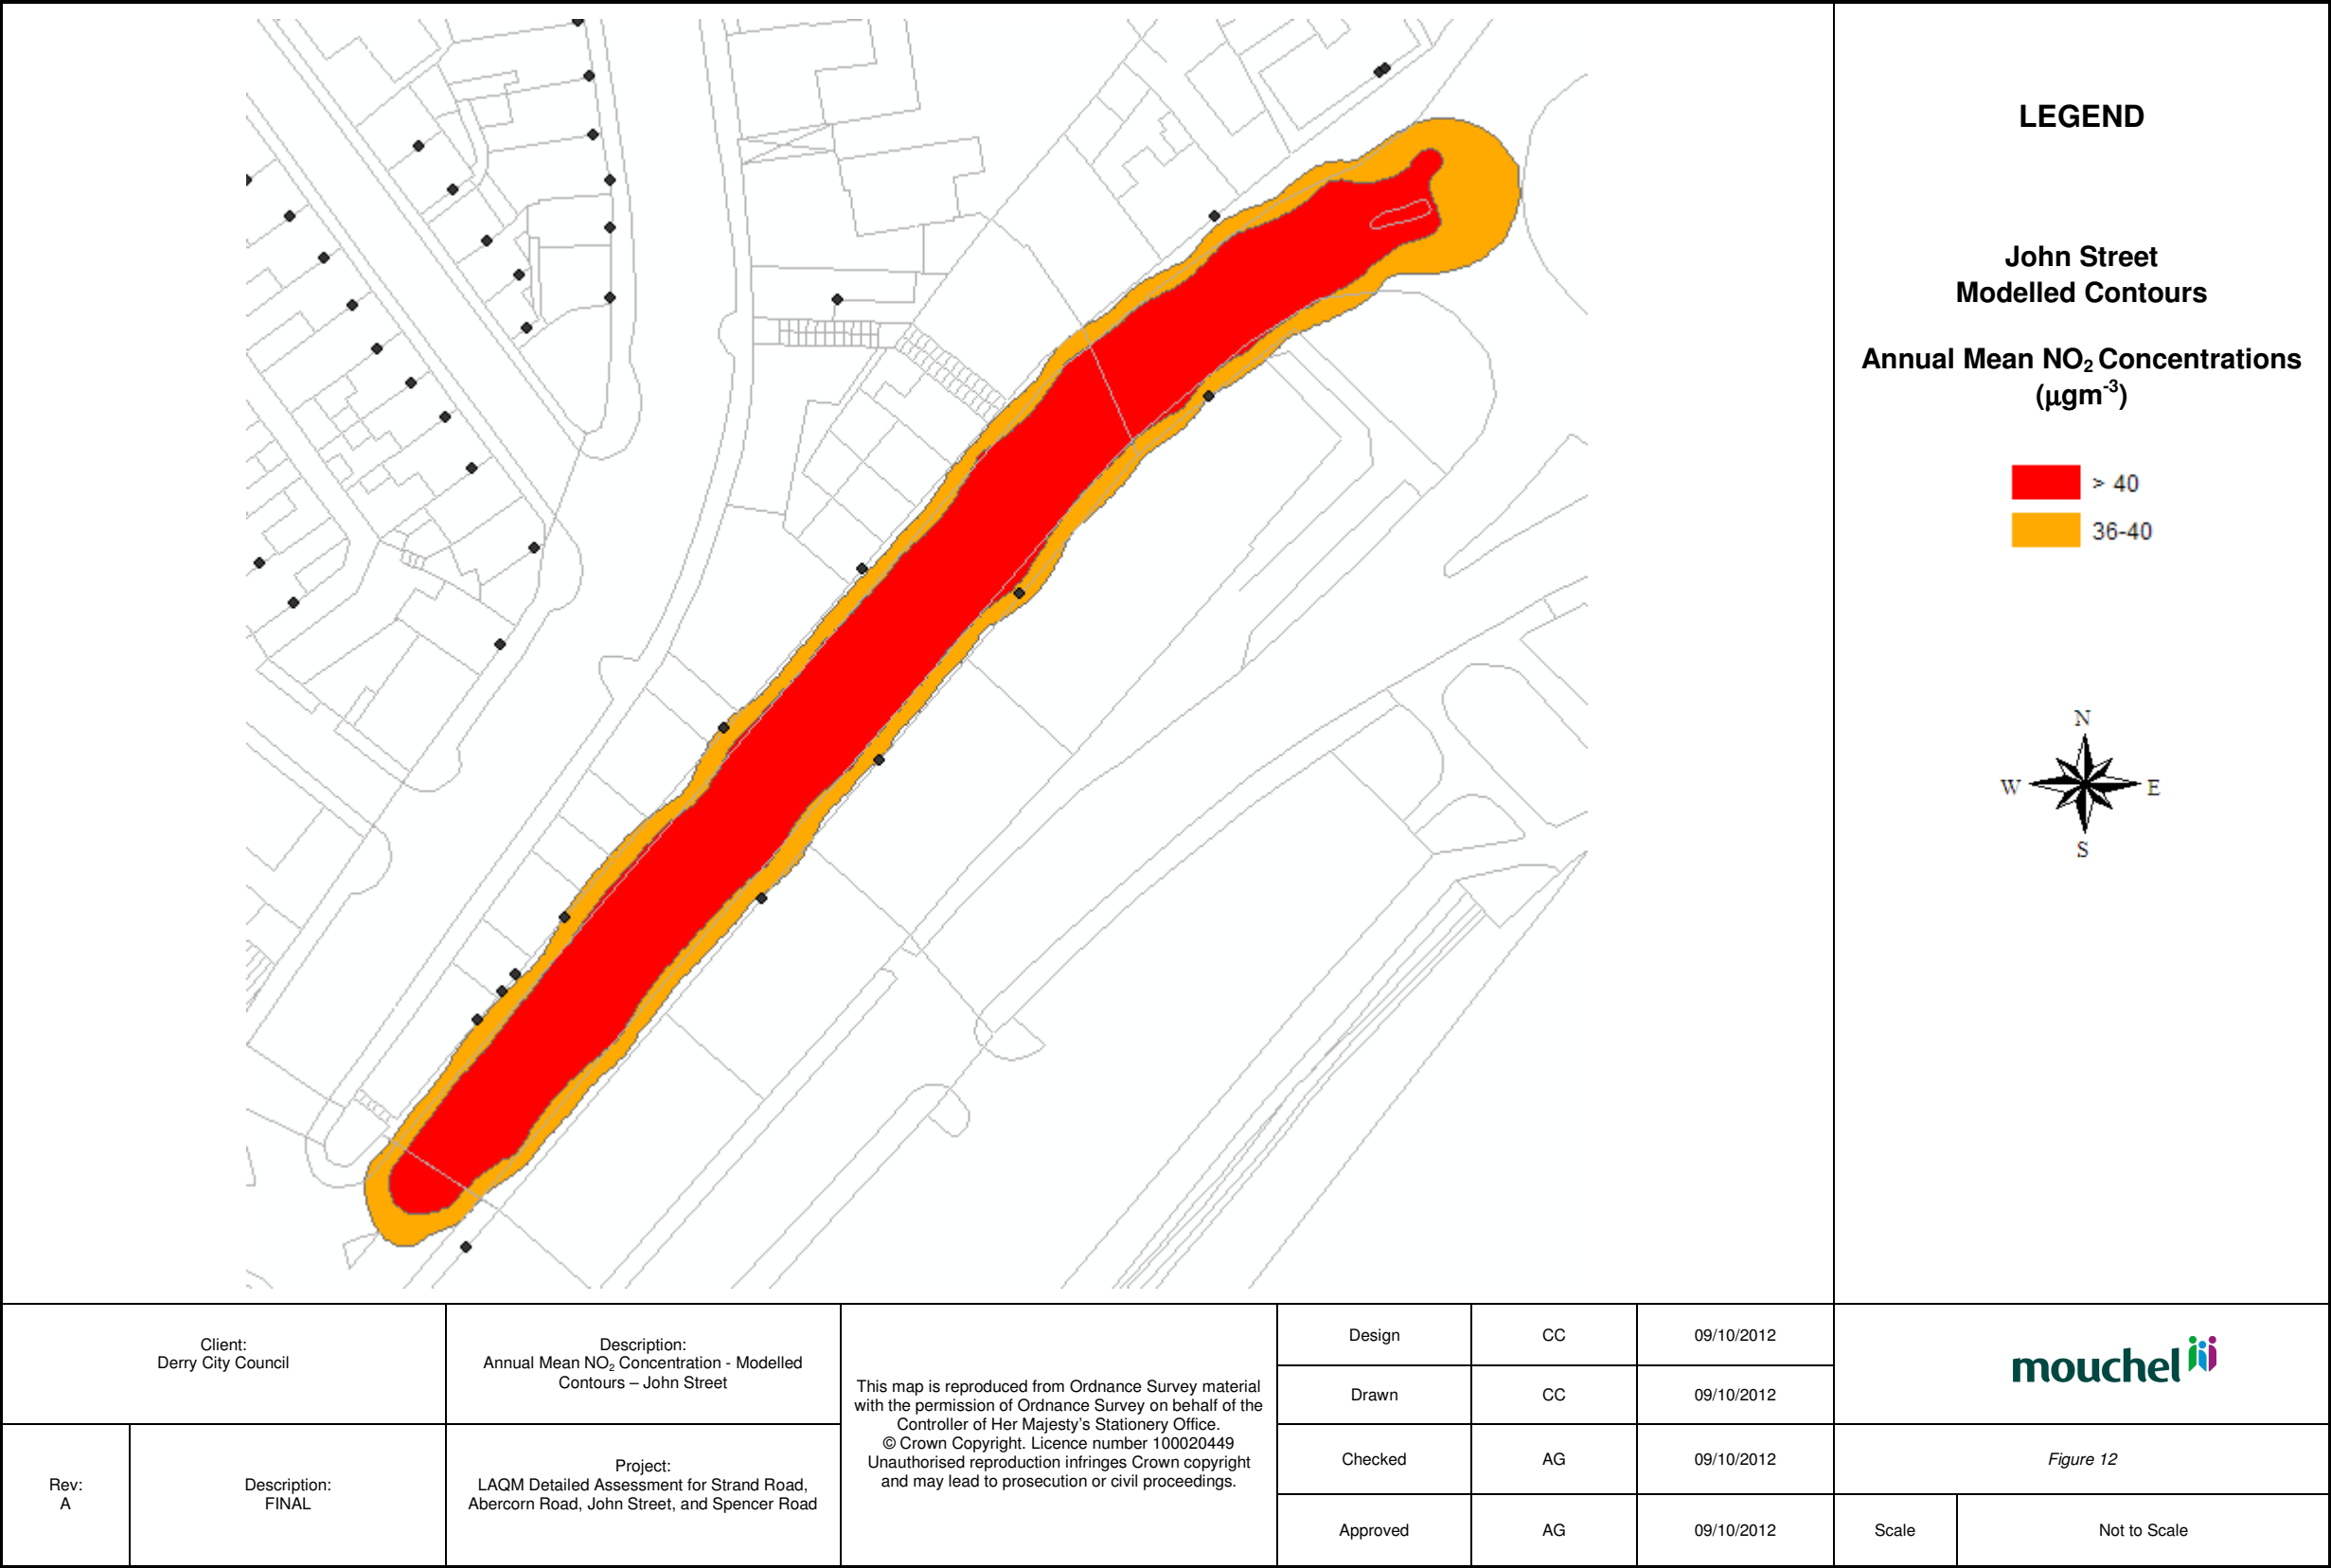 LEGEND
John Street
Modelled Contours
Annual Mean NO₂ Concentrations
(µgm⁻³)
> 40
36-40
N
W E
S
Client:
Derry City Council
Description:
Annual Mean NO₂ Concentration - Modelled
Contours – John Street
Rev:
A
Description:
FINAL
Project:
LAQM Detailed Assessment for Strand Road,
Abercorn Road, John Street, and Spencer Road
This map is reproduced from Ordnance Survey material
with the permission of Ordnance Survey on behalf of the
Controller of Her Majesty’s Stationery Office.
© Crown Copyright. Licence number 100020449
Unauthorised reproduction infringes Crown copyright
and may lead to prosecution or civil proceedings.
Design CC 09/10/2012
Drawn CC 09/10/2012
Checked AG 09/10/2012
Approved AG 09/10/2012
mouchel
Figure 12
Scale Not to Scale